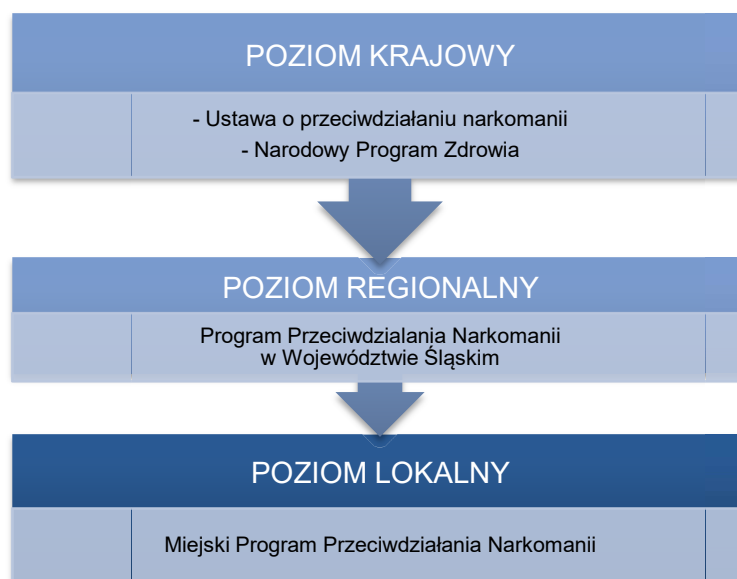 POZIOM KRAJOWY
- Ustawa o przeciwdziałaniu narkomanii
- Narodowy Program Zdrowia
POZIOM REGIONALNY
Program Przeciwdzialania Narkomanii
w Województwie Śląskim
POZIOM LOKALNY
Miejski Program Przeciwdziałania Narkomanii